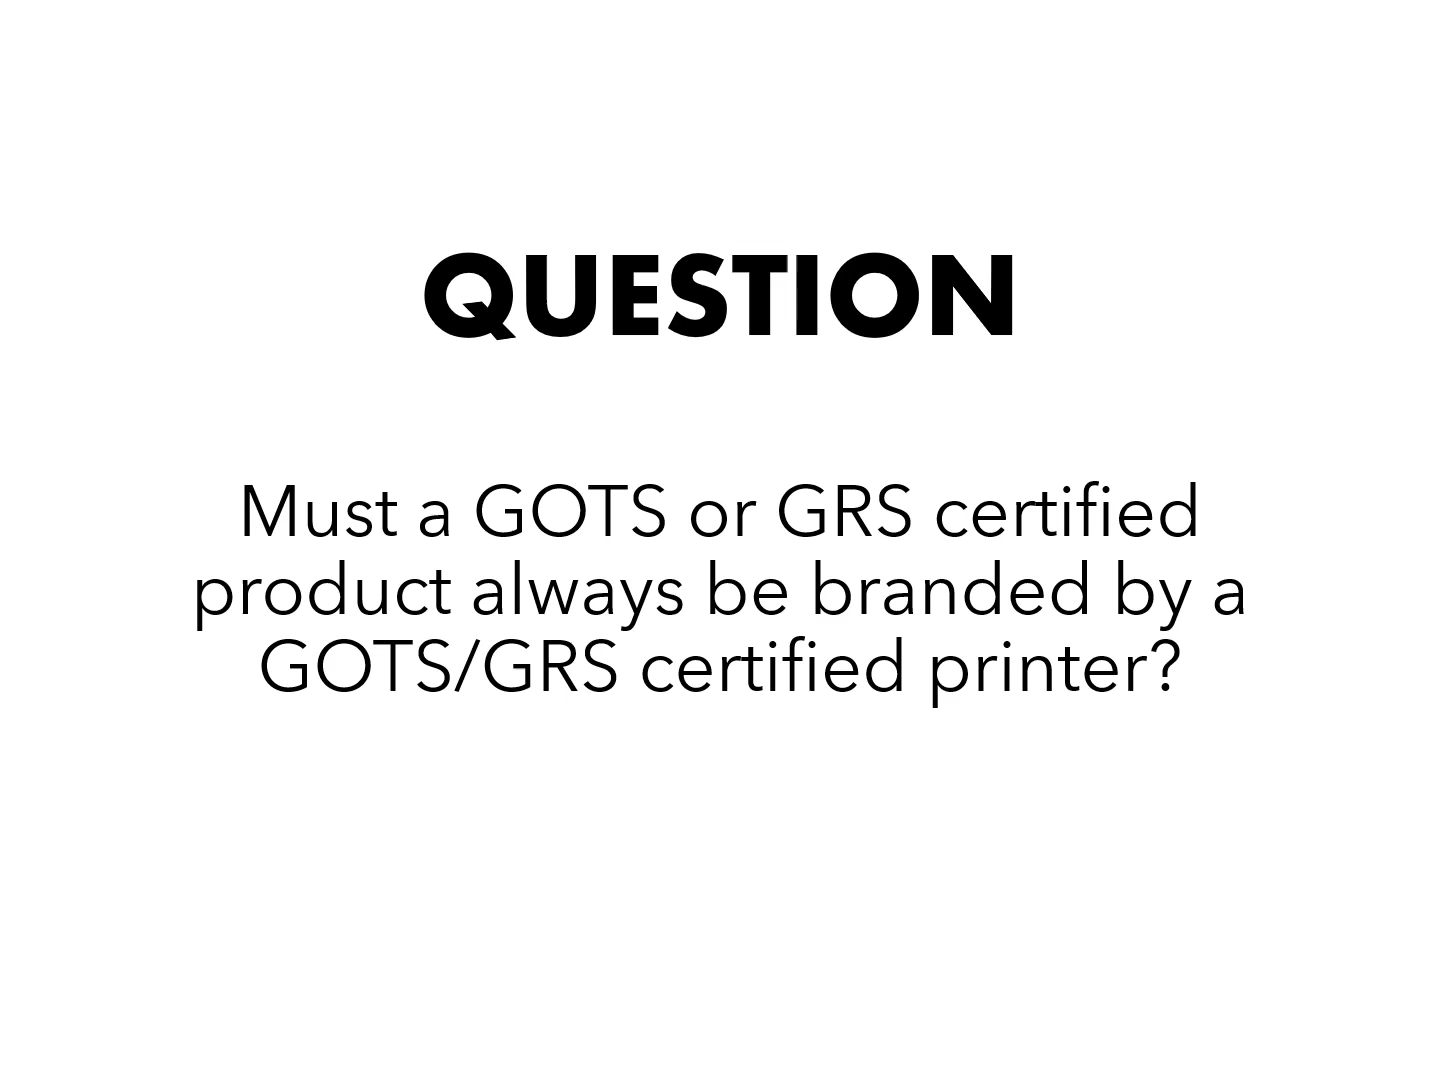 QUESTION
Must a GOTS or GRS certified
product always be branded by a
GOTS/GRS certified printer?